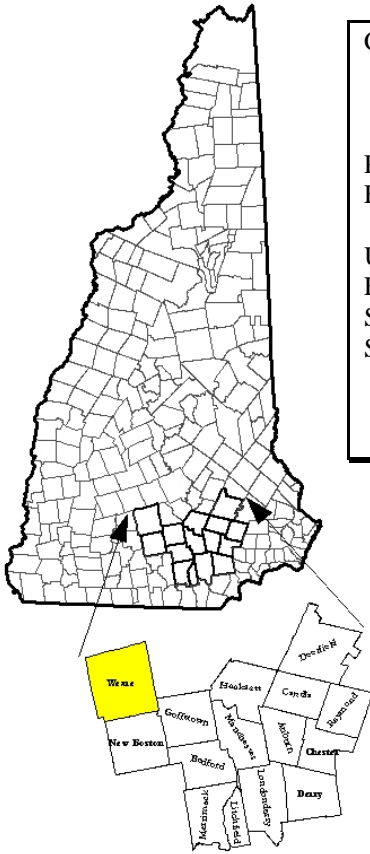 Deerfield
Weare
Hooksett
Candia
Raymond
Goffstown
Manchester
Auburn
New Boston
Chester
Bedford
Londonderry
Derry
Merrimack
Litchfield